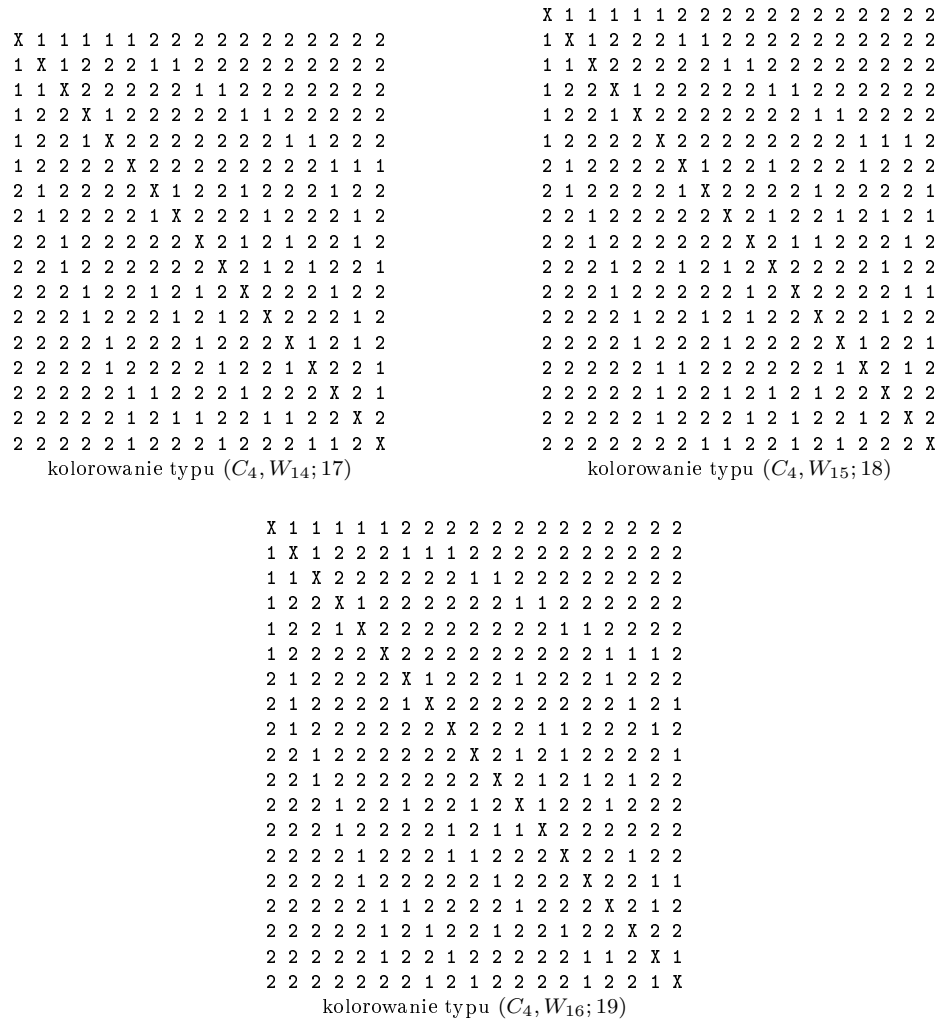 X 1 1 1 1 1 2 2 2 2 2 2 2 2 2 2 2
1 X 1 2 2 2 1 1 2 2 2 2 2 2 2 2 2
1 1 X 2 2 2 2 2 1 1 2 2 2 2 2 2 2
1 2 2 X 1 2 2 2 2 2 1 1 2 2 2 2 2
1 2 2 1 X 2 2 2 2 2 2 2 1 1 2 2 2
1 2 2 2 2 X 2 2 2 2 2 2 2 2 1 1 1
2 1 2 2 2 2 X 1 2 2 1 2 2 2 1 2 2
2 1 2 2 2 2 1 X 2 2 2 1 2 2 2 1 2
2 2 1 2 2 2 2 2 X 2 1 2 1 2 2 1 2
2 2 1 2 2 2 2 2 2 X 2 1 2 1 2 2 1
2 2 2 1 2 2 1 2 1 2 X 2 2 2 1 2 2
2 2 2 1 2 2 2 1 2 1 2 X 2 2 2 1 2
2 2 2 2 1 2 2 2 1 2 2 2 X 1 2 1 2
2 2 2 2 1 2 2 2 2 1 2 2 1 X 2 2 1
2 2 2 2 2 1 1 2 2 2 1 2 2 2 X 2 1
2 2 2 2 2 1 2 1 1 2 2 1 1 2 2 X 2
2 2 2 2 2 1 2 2 2 1 2 2 2 1 1 2 X
kolorowanie typu (C₄, W₁₄; 17)
X 1 1 1 1 1 2 2 2 2 2 2 2 2 2 2 2 2
1 X 1 2 2 2 1 1 2 2 2 2 2 2 2 2 2 2
1 1 X 2 2 2 2 2 1 1 2 2 2 2 2 2 2 2
1 2 2 X 1 2 2 2 2 2 1 1 2 2 2 2 2 2
1 2 2 1 X 2 2 2 2 2 2 2 1 1 2 2 2 2
1 2 2 2 2 X 2 2 2 2 2 2 2 2 1 1 1 2
2 1 2 2 2 2 X 1 2 2 1 2 2 2 1 2 2 2
2 1 2 2 2 2 1 X 2 2 2 2 1 2 2 2 2 1
2 2 1 2 2 2 2 2 X 2 1 2 2 1 2 1 2 1
2 2 1 2 2 2 2 2 2 X 2 1 1 2 2 2 1 2
2 2 2 1 2 2 1 2 1 2 X 2 2 2 2 1 2 2
2 2 2 1 2 2 2 2 2 1 2 X 2 2 2 2 1 1
2 2 2 2 1 2 2 1 2 1 2 2 X 2 2 1 2 2
2 2 2 2 1 2 2 2 1 2 2 2 2 X 1 2 2 1
2 2 2 2 2 1 1 2 2 2 2 2 2 1 X 2 1 2
2 2 2 2 2 1 2 2 1 2 1 2 1 2 2 X 2 2
2 2 2 2 2 1 2 2 2 1 2 1 2 2 1 2 X 2
2 2 2 2 2 2 2 1 1 2 2 1 2 1 2 2 2 X
kolorowanie typu (C₄, W₁₅; 18)
X 1 1 1 1 1 2 2 2 2 2 2 2 2 2 2 2 2 2
1 X 1 2 2 2 1 1 1 2 2 2 2 2 2 2 2 2 2
1 1 X 2 2 2 2 2 2 1 1 2 2 2 2 2 2 2 2
1 2 2 X 1 2 2 2 2 2 2 1 1 2 2 2 2 2 2
1 2 2 1 X 2 2 2 2 2 2 2 2 1 1 2 2 2 2
1 2 2 2 2 X 2 2 2 2 2 2 2 2 2 1 1 1 2
2 1 2 2 2 2 X 1 2 2 2 1 2 2 2 1 2 2 2
2 1 2 2 2 2 1 X 2 2 2 2 2 2 2 2 1 2 1
2 1 2 2 2 2 2 2 X 2 2 2 1 1 2 2 2 1 2
2 2 1 2 2 2 2 2 2 X 2 1 2 1 2 2 2 2 1
2 2 1 2 2 2 2 2 2 2 X 2 1 2 1 2 1 2 2
2 2 2 1 2 2 1 2 2 1 2 X 1 2 2 1 2 2 2
2 2 2 1 2 2 2 2 1 2 1 1 X 2 2 2 2 2 2
2 2 2 2 1 2 2 2 1 1 2 2 2 X 2 2 1 2 2
2 2 2 2 1 2 2 2 2 2 1 2 2 2 X 2 2 1 1
2 2 2 2 2 1 1 2 2 2 2 1 2 2 2 X 2 1 2
2 2 2 2 2 1 2 1 2 2 1 2 2 1 2 2 X 2 2
2 2 2 2 2 1 2 2 1 2 2 2 2 2 1 1 2 X 1
2 2 2 2 2 2 2 1 2 1 2 2 2 2 1 2 2 1 X
kolorowanie typu (C₄, W₁₆; 19)